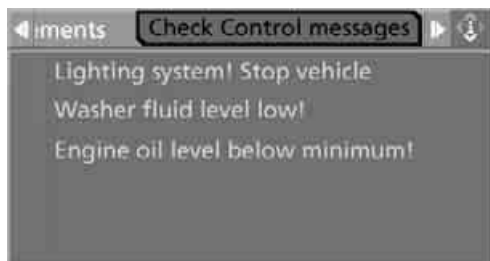 ments Check Control messages
Lighting system! Stop vehicle
Washer fluid level low!
Engine oil level below minimum!